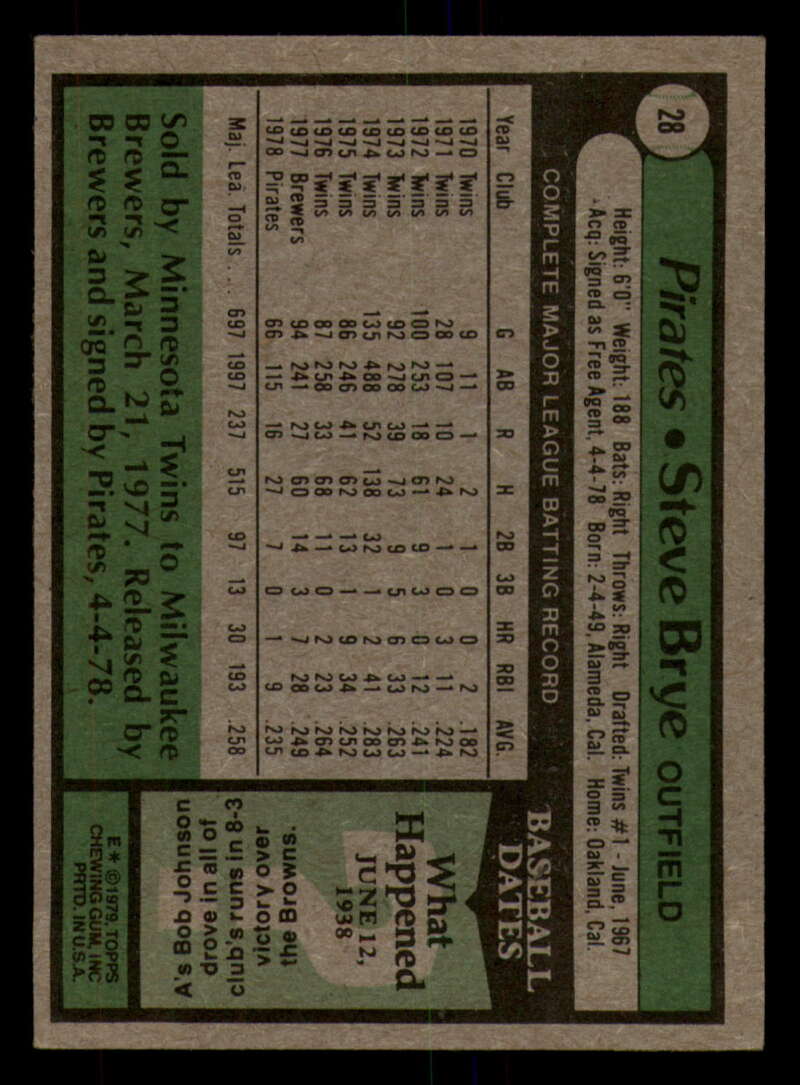 28
Pirates • Steve Brye OUTFIELD
Height: 6'0" Weight: 188 Bats: Right Throws: Right Drafted: Twins #1 - June, 1967
Acq: Signed as Free Agent, 4-4-78 Born: 2-4-49, Alameda, Cal. Home: Oakland, Cal.
COMPLETE MAJOR LEAGUE BATTING RECORD
Year Club G AB R H 2B 3B HR RBI AVG.
1970 Twins 9 11 1 2 1 0 0 2 .182
1971 Twins 28 107 10 24 1 0 3 11 .224
1972 Twins 100 253 18 61 9 3 0 12 .241
1973 Twins 92 278 39 73 9 5 6 33 .263
1974 Twins 135 488 52 138 32 1 2 41 .283
1975 Twins 86 246 41 62 13 1 9 34 .252
1976 Twins 87 258 33 68 11 0 2 23 .264
1977 Brewers 94 241 27 60 14 3 7 28 .249
1978 Pirates 66 115 16 27 7 0 1 9 .235
Maj. Lea. Totals .... 697 1997 237 515 97 13 30 193 .258
Sold by Minnesota Twins to Milwaukee
Brewers, March 21, 1977. Released by
Brewers and signed by Pirates, 4-4-78.
BASEBALL
DATES
What
Happened
JUNE 12,
1938
A's Bob Johnson
drove in all of
club's runs in 8-3
victory over
the Browns.
E * ©1979, TOPPS
CHEWING GUM, INC
PRTD. IN U.S.A.